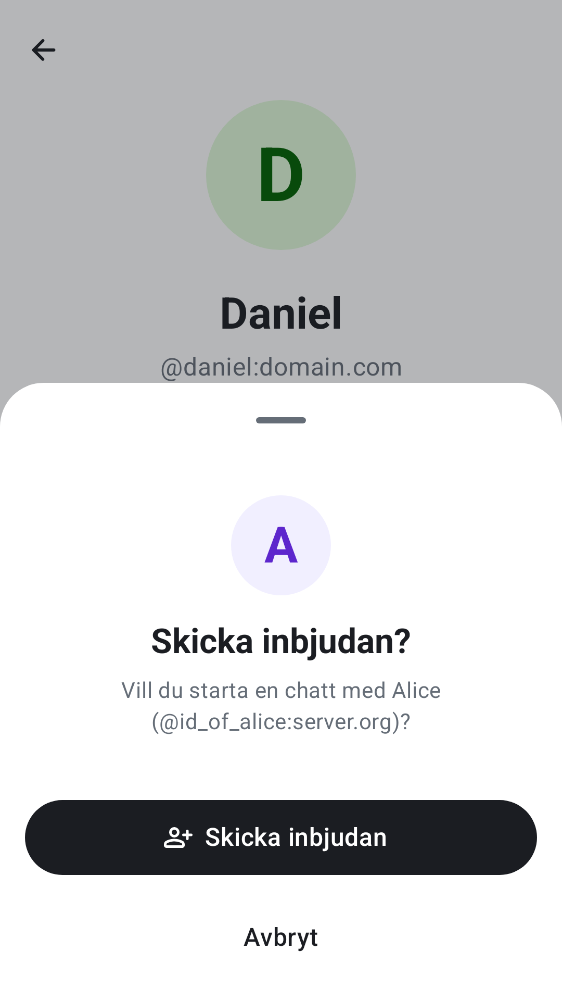 D
Daniel
@daniel:domain.com
A
Skicka inbjudan?
Vill du starta en chatt med Alice
(@id_of_alice:server.org)?
Skicka inbjudan
Avbryt